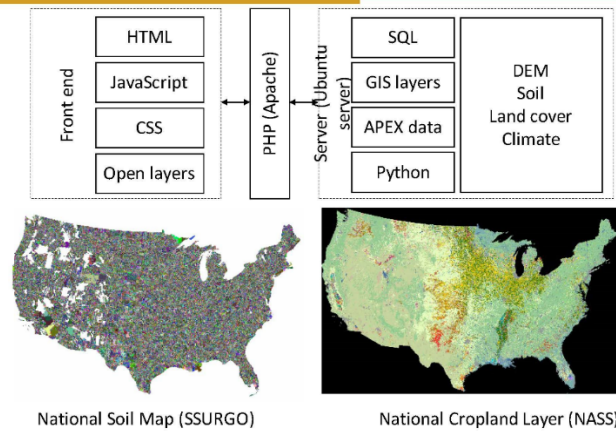 Front end
HTML
JavaScript
CSS
Open layers
PHP (Apache)
Server (Ubuntu
server)
SQL
GIS layers
APEX data
Python
DEM
Soil
Land cover
Climate
National Soil Map (SSURGO)
National Cropland Layer (NASS)